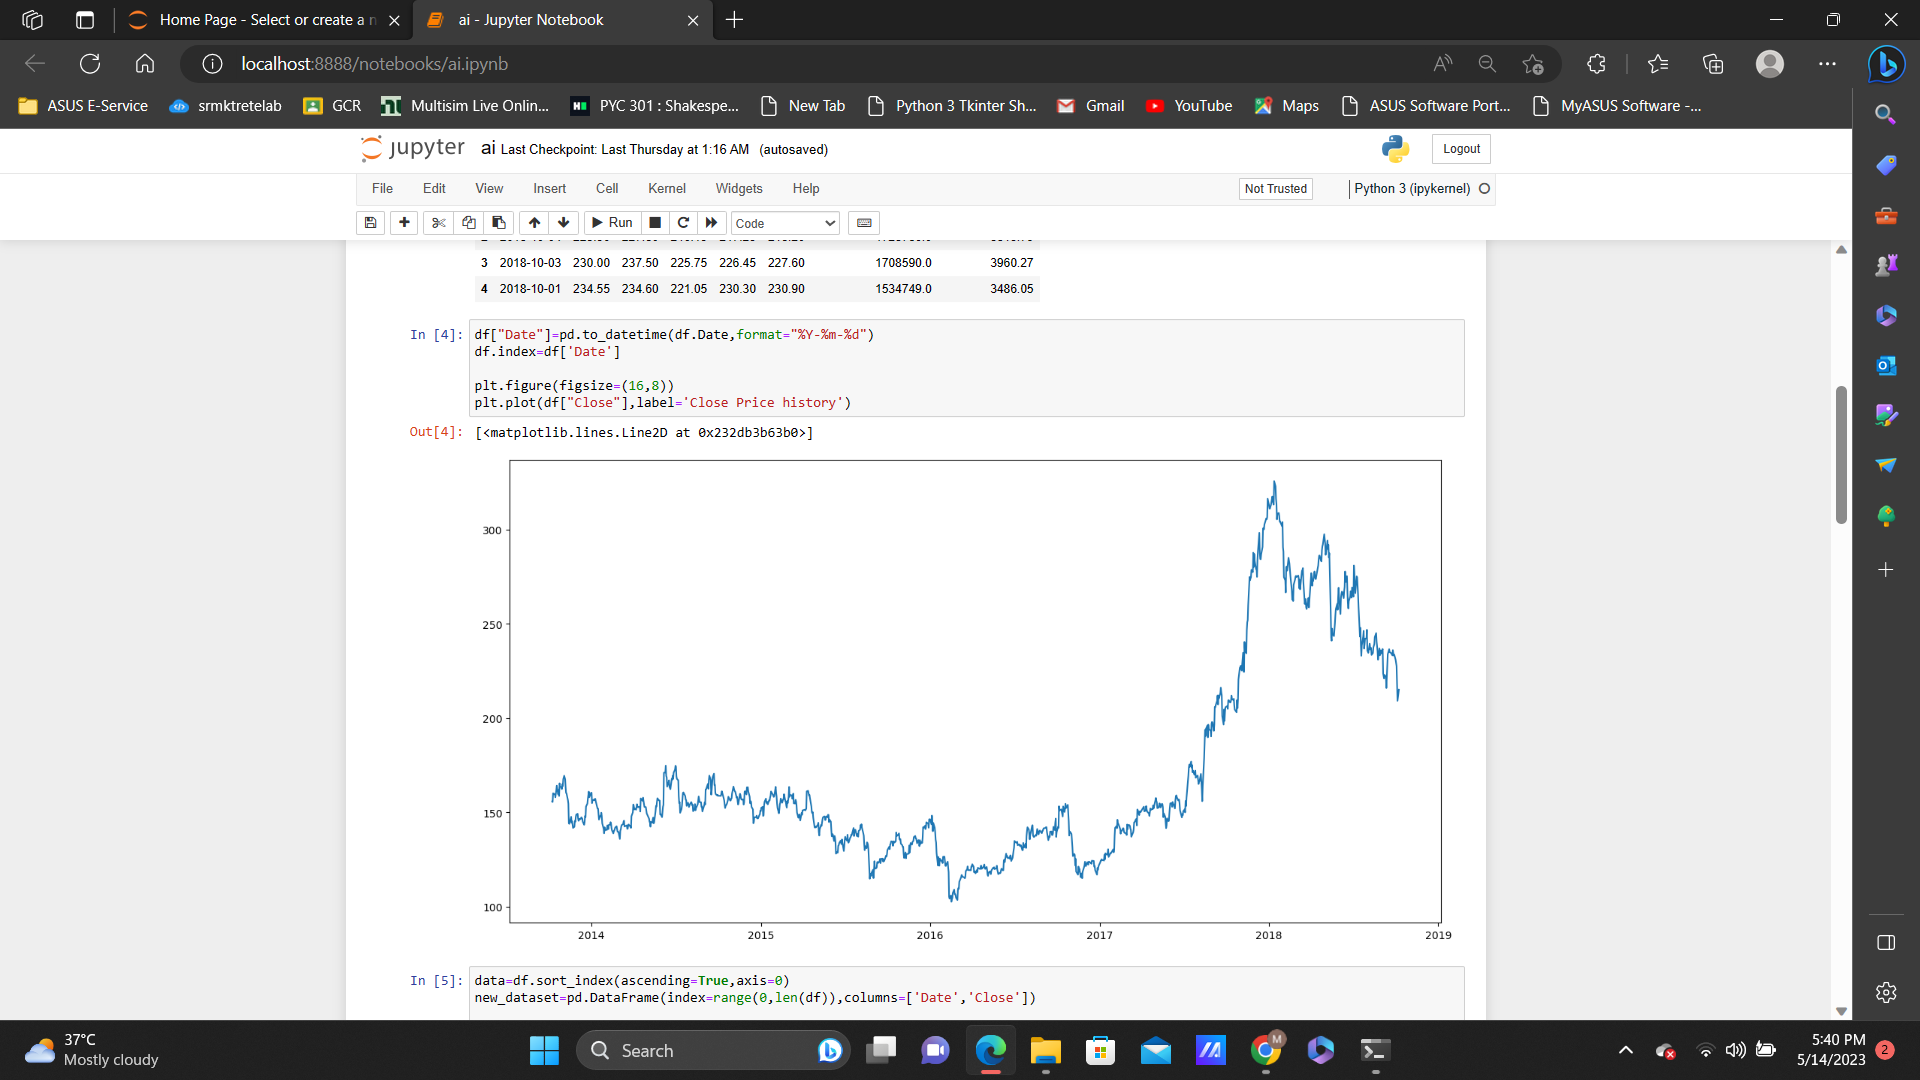 Home Page - Select or create a n
ai - Jupyter Notebook
localhost:8888/notebooks/ai.ipynb
ASUS E-Service
srmktretelab
GCR
Multisim Live Onlin...
PYC 301 : Shakespe...
New Tab
Python 3 Tkinter Sh...
Gmail
YouTube
Maps
ASUS Software Port...
MyASUS Software -...
jupyter ai Last Checkpoint: Last Thursday at 1:16 AM (autosaved)
Logout
File Edit View Insert Cell Kernel Widgets Help
Not Trusted
Python 3 (ipykernel)
Run
Code
3 2018-10-03 230.00 237.50 225.75 226.45 227.60 1708590.0 3960.27
4 2018-10-01 234.55 234.60 221.05 230.30 230.90 1534749.0 3486.05
In [4]: df["Date"]=pd.to_datetime(df.Date,format="%Y-%m-%d")
df.index=df['Date']
plt.figure(figsize=(16,8))
plt.plot(df["Close"],label='Close Price history')
Out[4]: [<matplotlib.lines.Line2D at 0x232db3b63b0>]
300
250
200
150
100
2014 2015 2016 2017 2018 2019
In [5]: data=df.sort_index(ascending=True,axis=0)
new_dataset=pd.DataFrame(index=range(0,len(df)),columns=['Date','Close'])
37°C
Mostly cloudy
Search
M
5:40 PM
5/14/2023
2